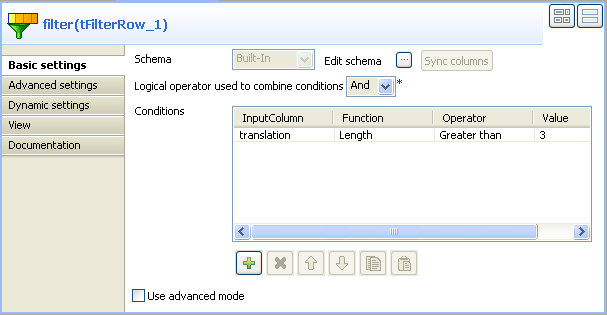 filter(tFilterRow_1)
Basic settings
Advanced settings
Dynamic settings
View
Documentation
Schema Built-In Edit schema ... Sync columns
Logical operator used to combine conditions And *
Conditions
InputColumn Function Operator Value
translation Length Greater than 3
Use advanced mode